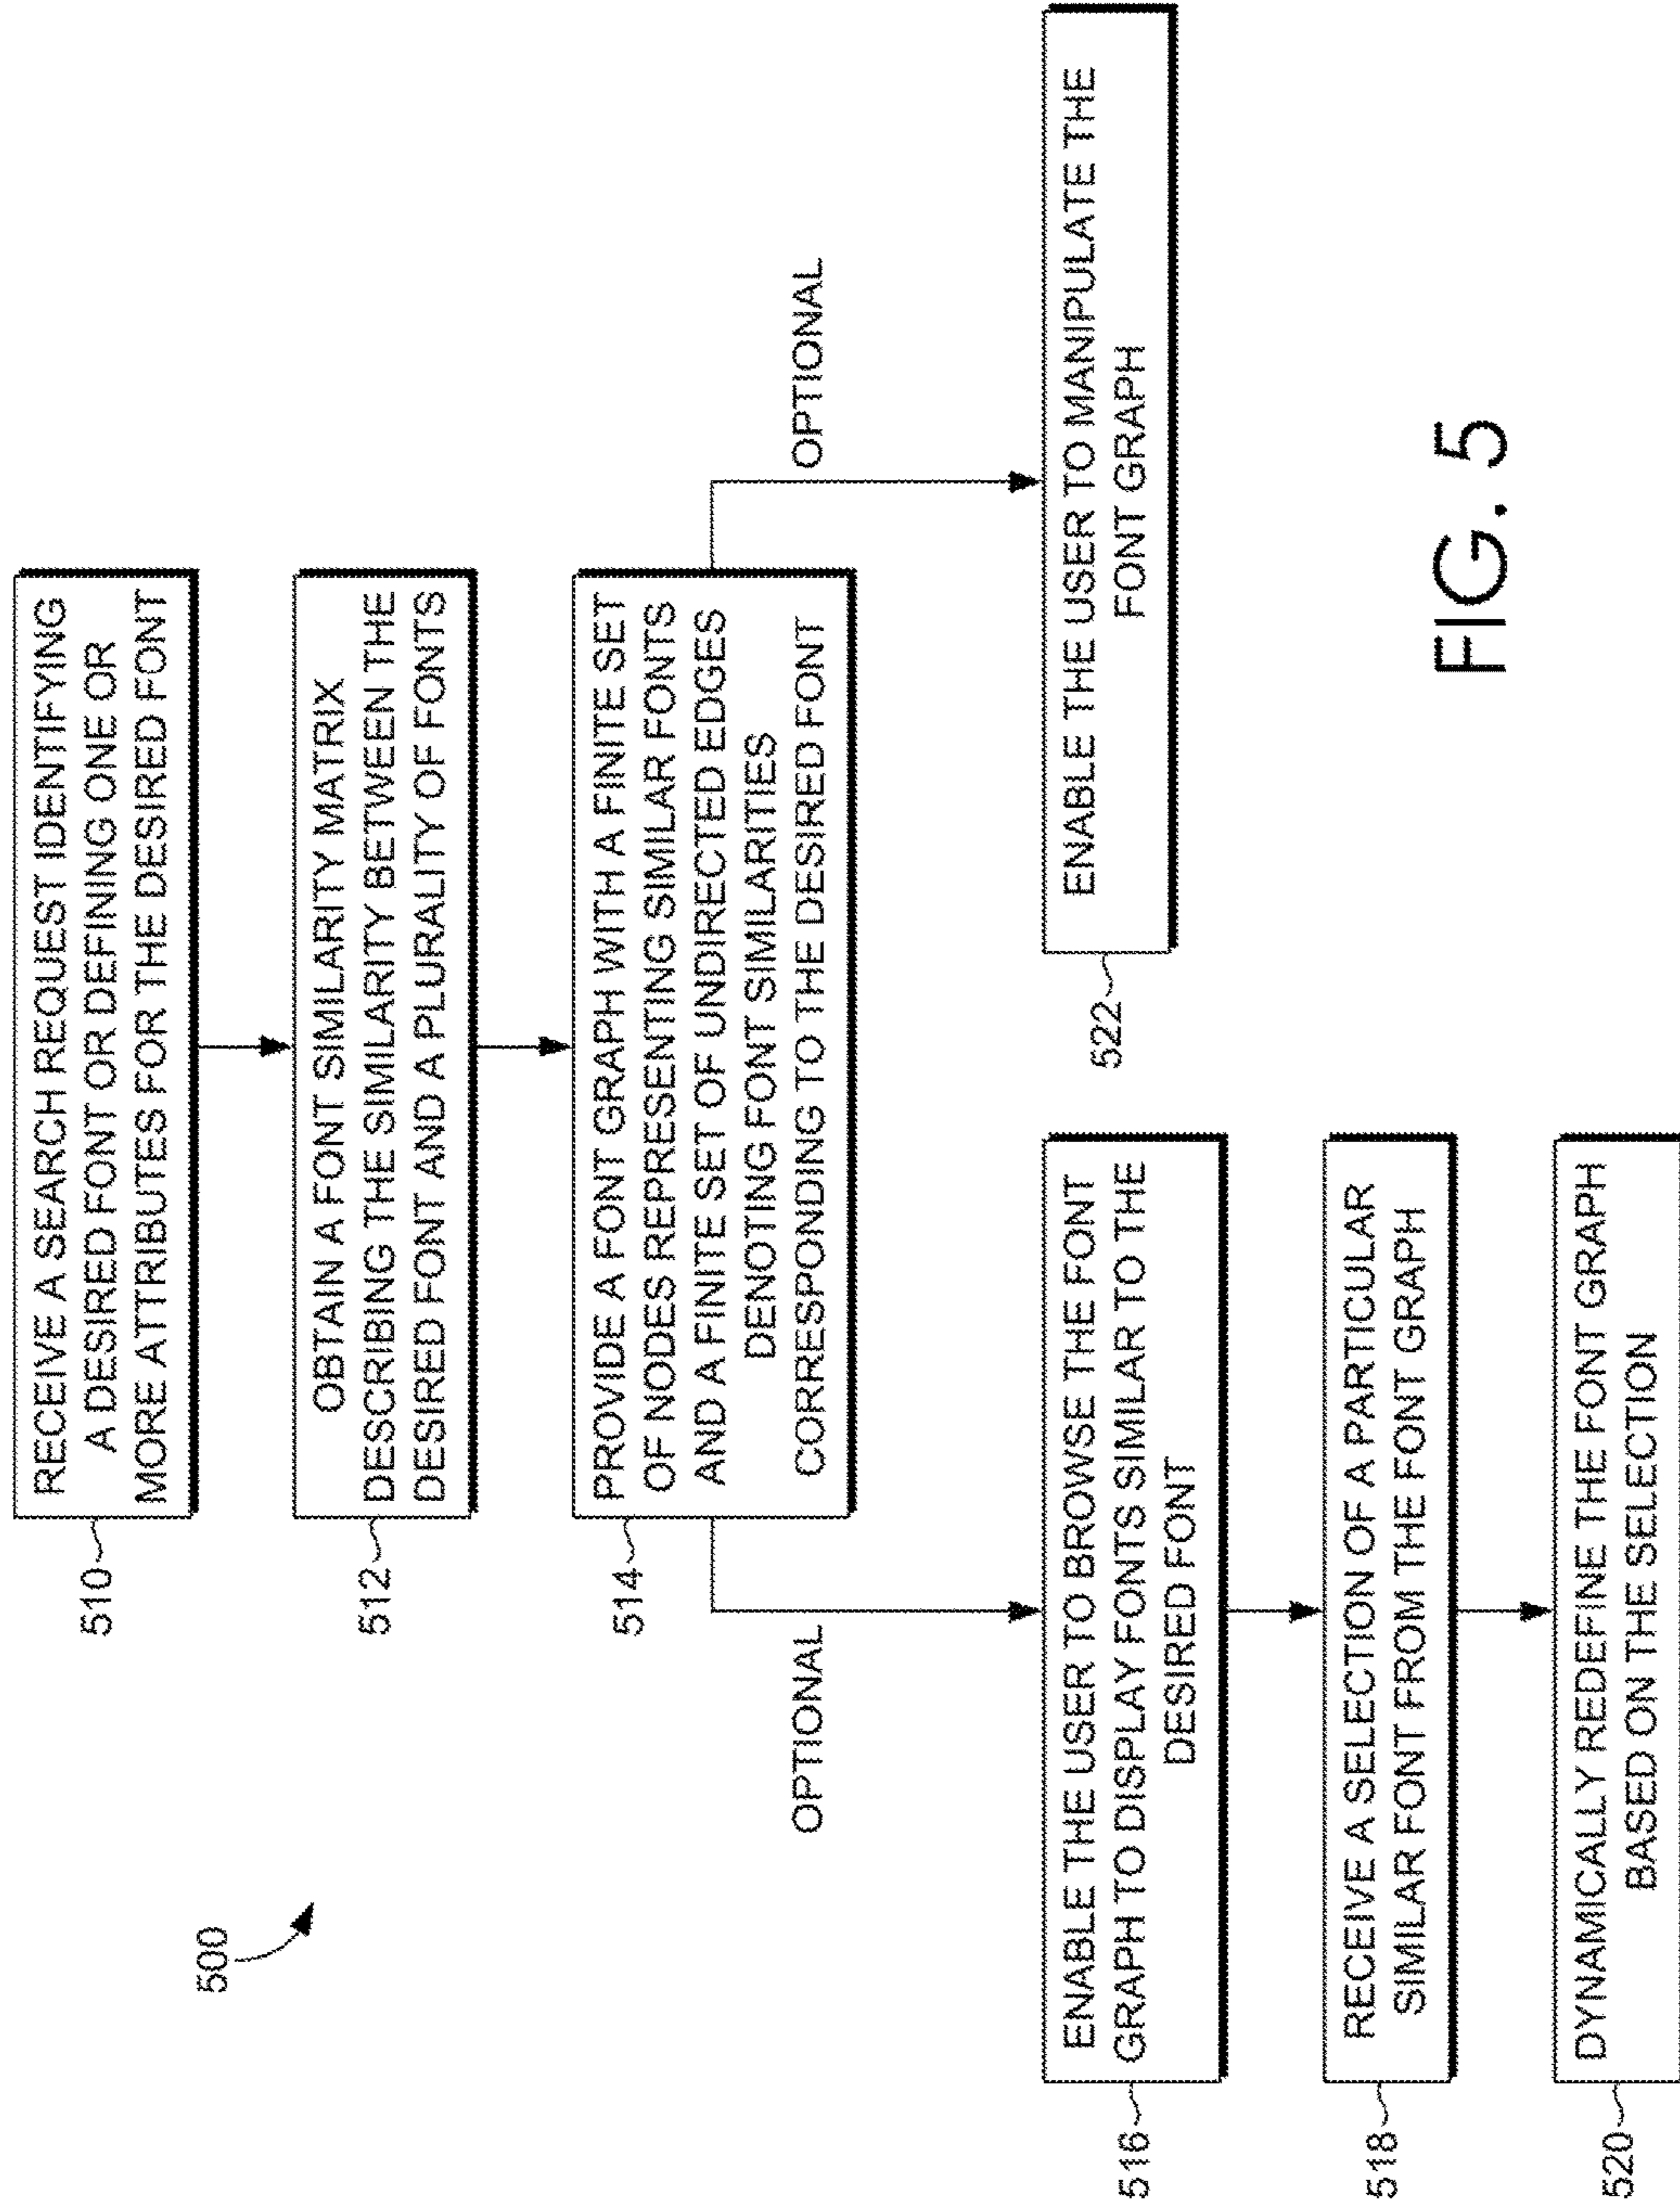 500
510
RECEIVE A SEARCH REQUEST IDENTIFYING
A DESIRED FONT OR DEFINING ONE OR
MORE ATTRIBUTES FOR THE DESIRED FONT
512
OBTAIN A FONT SIMILARITY MATRIX
DESCRIBING THE SIMILARITY BETWEEN THE
DESIRED FONT AND A PLURALITY OF FONTS
514
PROVIDE A FONT GRAPH WITH A FINITE SET
OF NODES REPRESENTING SIMILAR FONTS
AND A FINITE SET OF UNDIRECTED EDGES
DENOTING FONT SIMILARITIES
CORRESPONDING TO THE DESIRED FONT
OPTIONAL
OPTIONAL
516
ENABLE THE USER TO BROWSE THE FONT
GRAPH TO DISPLAY FONTS SIMILAR TO THE
DESIRED FONT
518
RECEIVE A SELECTION OF A PARTICULAR
SIMILAR FONT FROM THE FONT GRAPH
520
DYNAMICALLY REDEFINE THE FONT GRAPH
BASED ON THE SELECTION
522
ENABLE THE USER TO MANIPULATE THE
FONT GRAPH
FIG. 5